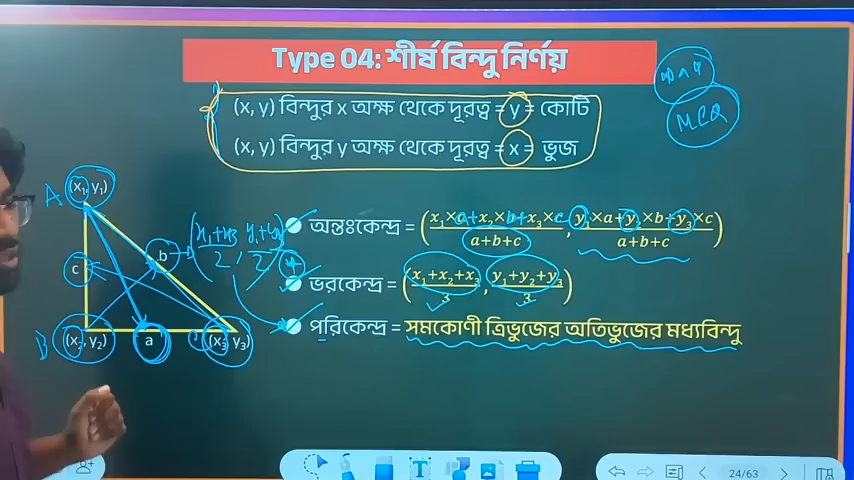 Type 04: শীর্ষ বিন্দু নির্ণয়
(x, y) বিন্দুর x অক্ষ থেকে দূরত্ব = y = কোটি
(x, y) বিন্দুর y অক্ষ থেকে দূরত্ব = x = ভুজ
MCQ
A
(x₁, y₁)
b
c
B
(x₂, y₂)
a
(x₃ y₃)
অন্তঃকেন্দ্র = (x₁×a+x₂×b+x₃×c/a+b+c, y₁×a+y₂×b+y₃×c/a+b+c)
ভরকেন্দ্র = (x₁+x₂+x₃/3, y₁+y₂+y₃/3)
পরিকেন্দ্র = সমকোণী ত্রিভুজের অতিভুজের মধ্যবিন্দু
T
24/63